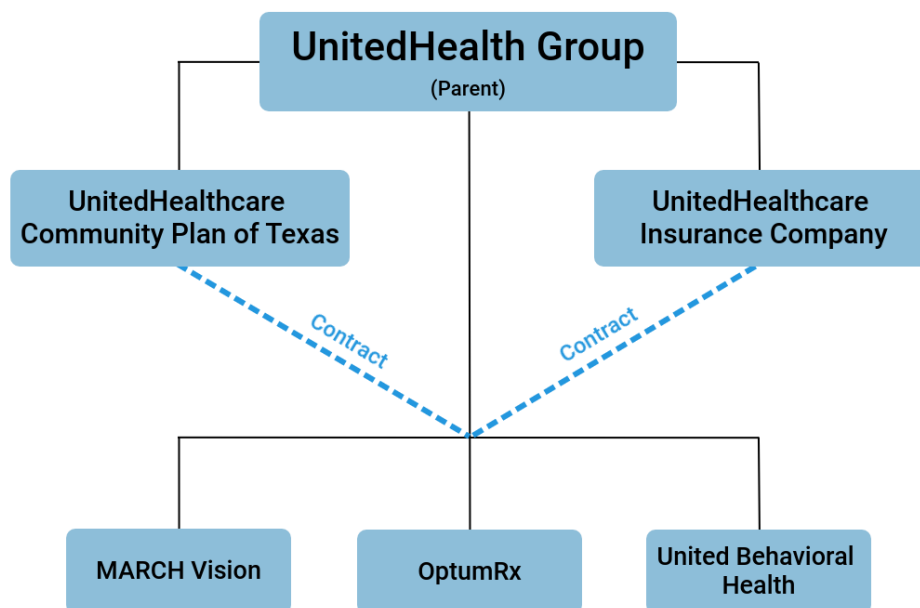 UnitedHealth Group
(Parent)
UnitedHealthcare
Community Plan of Texas
UnitedHealthcare
Insurance Company
Contract
Contract
MARCH Vision
OptumRx
United Behavioral
Health